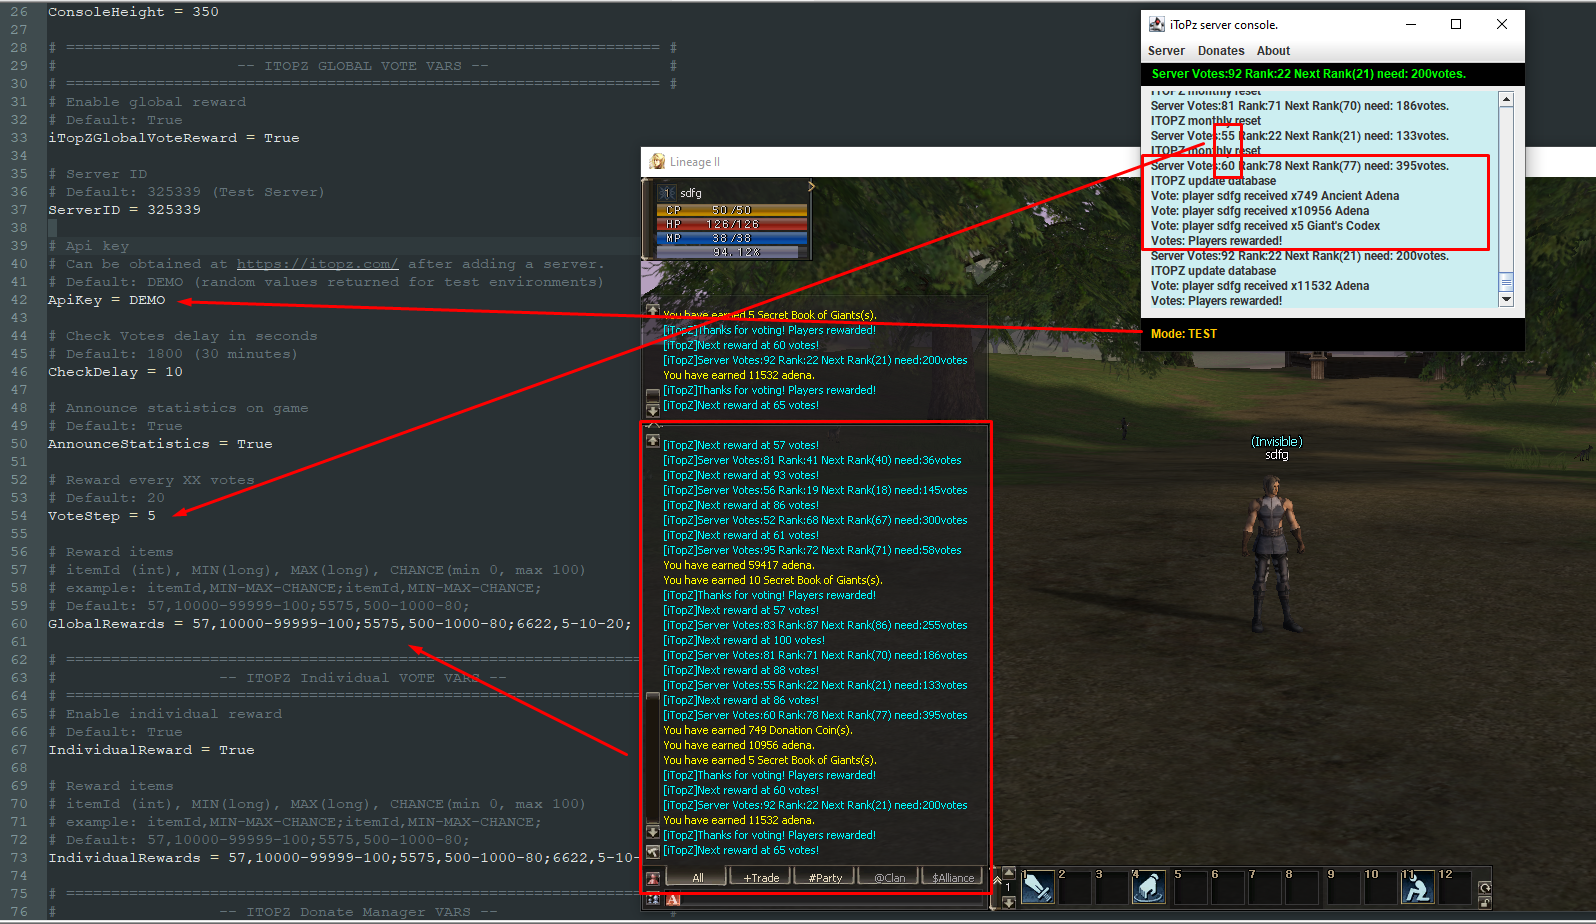 26 ConsoleHeight = 350
27
28 # ================================================================== #
29 # -- ITOPZ GLOBAL VOTE VARS -- #
30 # ================================================================== #
31 # Enable global reward
32 # Default: True
33 iTopZGlobalVoteReward = True
34
35 # Server ID
36 # Default: 325339 (Test Server)
37 ServerID = 325339
38
39 # Api key
40 # Can be obtained at https://itopz.com/ after adding a server.
41 # Default: DEMO (random values returned for test environments)
42 ApiKey = DEMO
43
44 # Check Votes delay in seconds
45 # Default: 1800 (30 minutes)
46 CheckDelay = 10
47
48 # Announce statistics on game
49 # Default: True
50 AnnounceStatistics = True
51
52 # Reward every XX votes
53 # Default: 20
54 VoteStep = 5
55
56 # Reward items
57 # itemId (int), MIN(long), MAX(long), CHANCE(min 0, max 100)
58 # example: itemId,MIN-MAX-CHANCE;itemId,MIN-MAX-CHANCE;
59 # Default: 57,10000-99999-100;5575,500-1000-80;
60 GlobalRewards = 57,10000-99999-100;5575,500-1000-80;6622,5-10-20;
61
62 # ================================================================
63 # -- ITOPZ Individual VOTE VARS --
64 # ================================================================
65 # Enable individual reward
66 # Default: True
67 IndividualReward = True
68
69 # Reward items
70 # itemId (int), MIN(long), MAX(long), CHANCE(min 0, max 100)
71 # example: itemId,MIN-MAX-CHANCE;itemId,MIN-MAX-CHANCE;
72 # Default: 57,10000-99999-100;5575,500-1000-80;
73 IndividualRewards = 57,10000-99999-100;5575,500-1000-80;6622,5-10-
74
75 # ================================================================
76 # -- ITOPZ Donate Manager VARS -- #
iToPz server console.
Server Donates About
Server Votes:92 Rank:22 Next Rank(21) need: 200votes.
ITOPZ monthly reset
Server Votes:81 Rank:71 Next Rank(70) need: 186votes.
ITOPZ monthly reset
Server Votes:55 Rank:22 Next Rank(21) need: 133votes.
ITOPZ monthly reset
Server Votes:60 Rank:78 Next Rank(77) need: 395votes.
ITOPZ update database
Vote: player sdfg received x749 Ancient Adena
Vote: player sdfg received x10956 Adena
Vote: player sdfg received x5 Giant's Codex
Votes: Players rewarded!
Server Votes:92 Rank:22 Next Rank(21) need: 200votes.
ITOPZ update database
Vote: player sdfg received x11532 Adena
Votes: Players rewarded!
Mode: TEST
Lineage II
1 sdfg
CP 50/50
HP 126/126
MP 38/38
94.12%
You have earned 5 Secret Book of Giants(s).
[iTopZ]Thanks for voting! Players rewarded!
[iTopZ]Next reward at 60 votes!
[iTopZ]Server Votes:92 Rank:22 Next Rank(21) need:200votes
You have earned 11532 adena.
[iTopZ]Thanks for voting! Players rewarded!
[iTopZ]Next reward at 65 votes!
[iTopZ]Next reward at 57 votes!
[iTopZ]Server Votes:81 Rank:41 Next Rank(40) need:36votes
[iTopZ]Next reward at 93 votes!
[iTopZ]Server Votes:56 Rank:19 Next Rank(18) need:145votes
[iTopZ]Next reward at 86 votes!
[iTopZ]Server Votes:52 Rank:68 Next Rank(67) need:300votes
[iTopZ]Next reward at 61 votes!
[iTopZ]Server Votes:95 Rank:72 Next Rank(71) need:58votes
You have earned 59417 adena.
You have earned 10 Secret Book of Giants(s).
[iTopZ]Thanks for voting! Players rewarded!
[iTopZ]Next reward at 57 votes!
[iTopZ]Server Votes:83 Rank:87 Next Rank(86) need:255votes
[iTopZ]Next reward at 100 votes!
[iTopZ]Server Votes:81 Rank:71 Next Rank(70) need:186votes
[iTopZ]Next reward at 88 votes!
[iTopZ]Server Votes:55 Rank:22 Next Rank(21) need:133votes
[iTopZ]Next reward at 86 votes!
[iTopZ]Server Votes:60 Rank:78 Next Rank(77) need:395votes
You have earned 749 Donation Coin(s).
You have earned 10956 adena.
You have earned 5 Secret Book of Giants(s).
[iTopZ]Thanks for voting! Players rewarded!
[iTopZ]Next reward at 60 votes!
[iTopZ]Server Votes:92 Rank:22 Next Rank(21) need:200votes
You have earned 11532 adena.
[iTopZ]Thanks for voting! Players rewarded!
[iTopZ]Next reward at 65 votes!
All +Trade #Party @Clan $Alliance
A
(Invisible)
sdfg
1
1 2 3 4 5 6 7 8 9 10 11 12